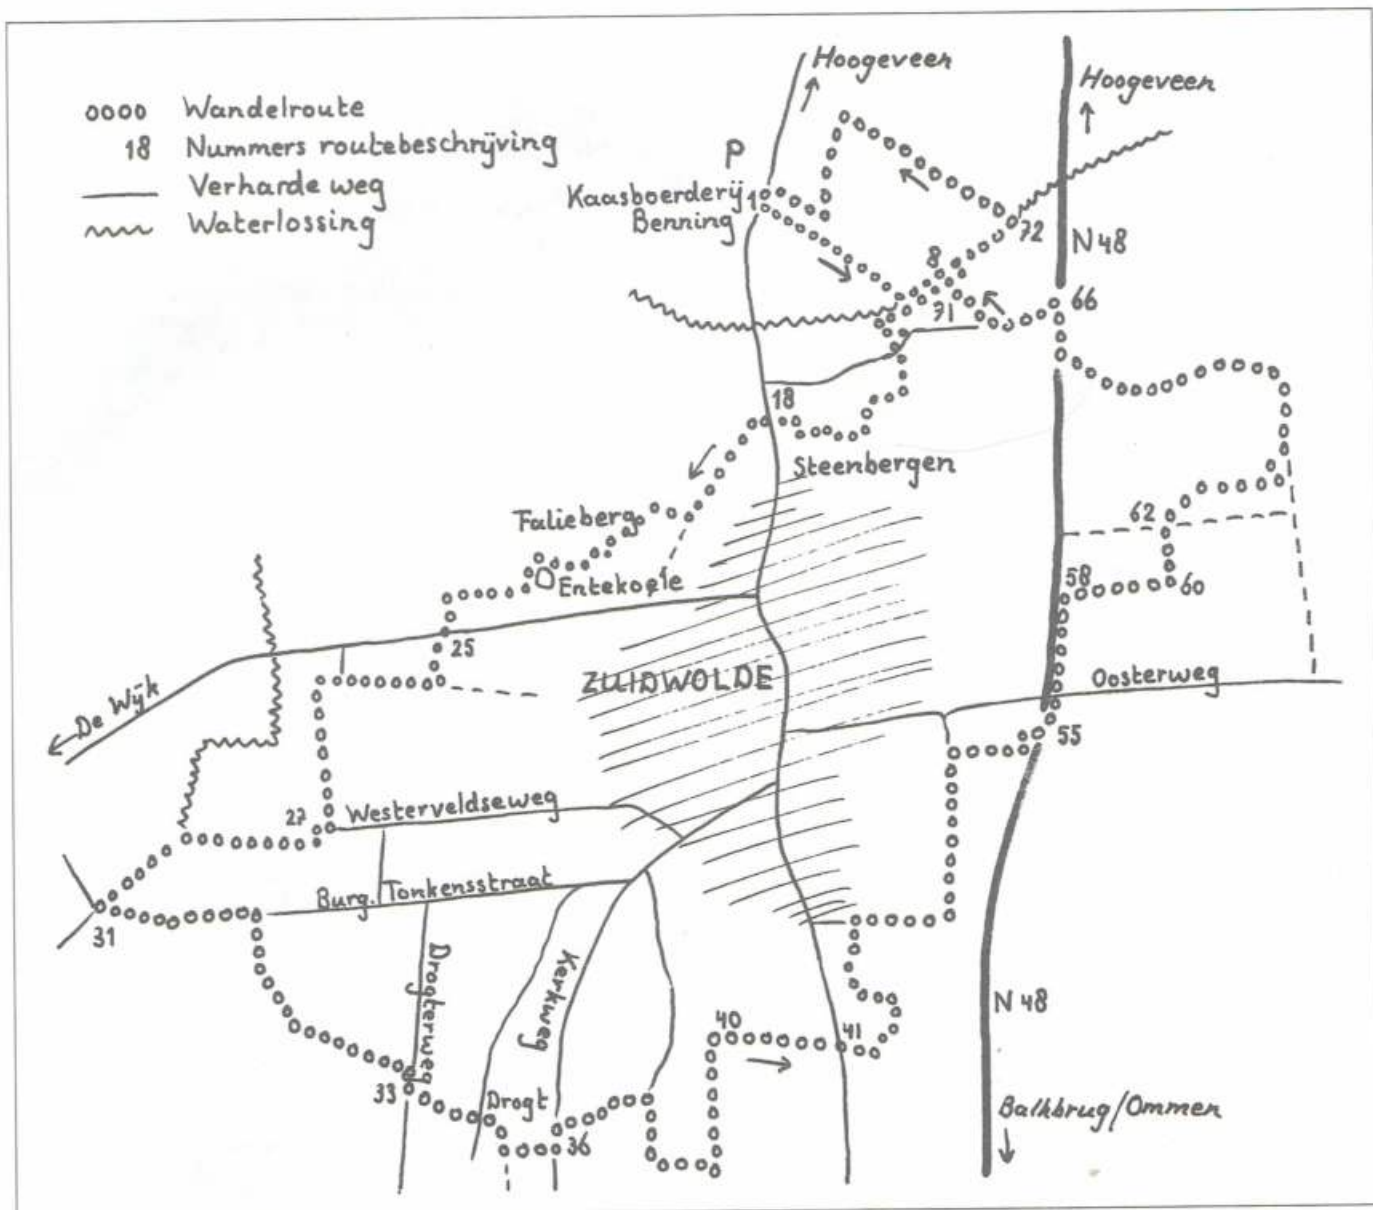 Wandelroute
18 Nummers routebeschrijving
Verharde weg
Waterlossing
Hoogeveen
Hoogeveen
P
Kaasboerderij
Benning
1
72
N48
8
71
66
18
Steenbergen
Falieberg
Entekoele
62
58
60
25
ZUIDWOLDE
Oosterweg
De Wijk
55
27
Westerveldseweg
Burg. Tonkensstraat
31
Drogterweg
Kerkweg
N48
40
41
33
Drogt
36
Balkbrug/Ommen